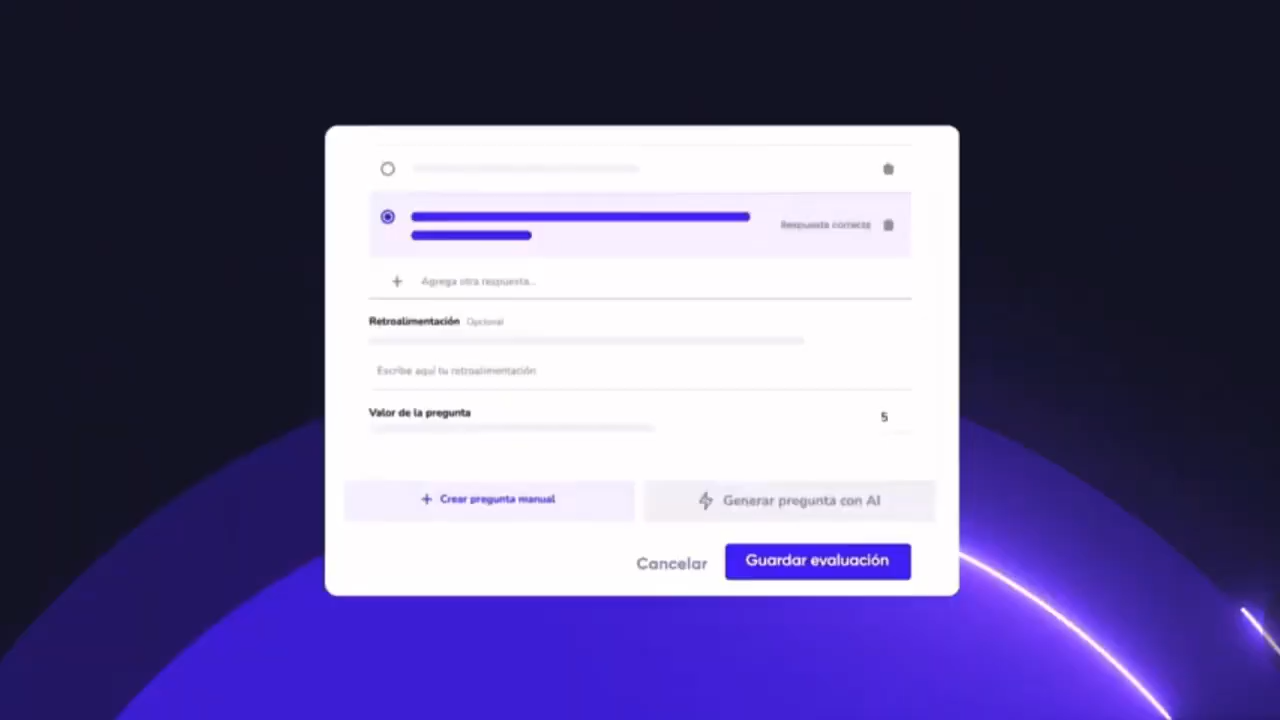 Respuesta correcta
+ Agrega otra respuesta...
Retroalimentación Opcional
Escribe aquí tu retroalimentación
Valor de la pregunta
5
+ Crear pregunta manual
Generar pregunta con AI
Cancelar
Guardar evaluación